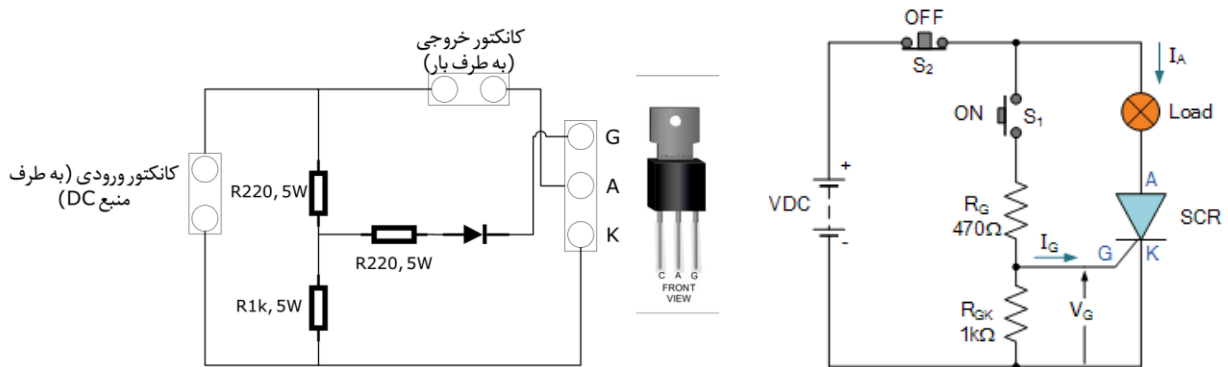 کانکتور خروجی
(به طرف بار)
کانکتور ورودی (به طرف
منبع DC)
R220, 5W
R220, 5W
R1k, 5W
G
A
K
C A G
FRONT
VIEW
OFF
S2
IA
ON
S1
Load
+
VDC
-
A
RG
470Ω
SCR
IG
G
K
RGK
1kΩ
VG